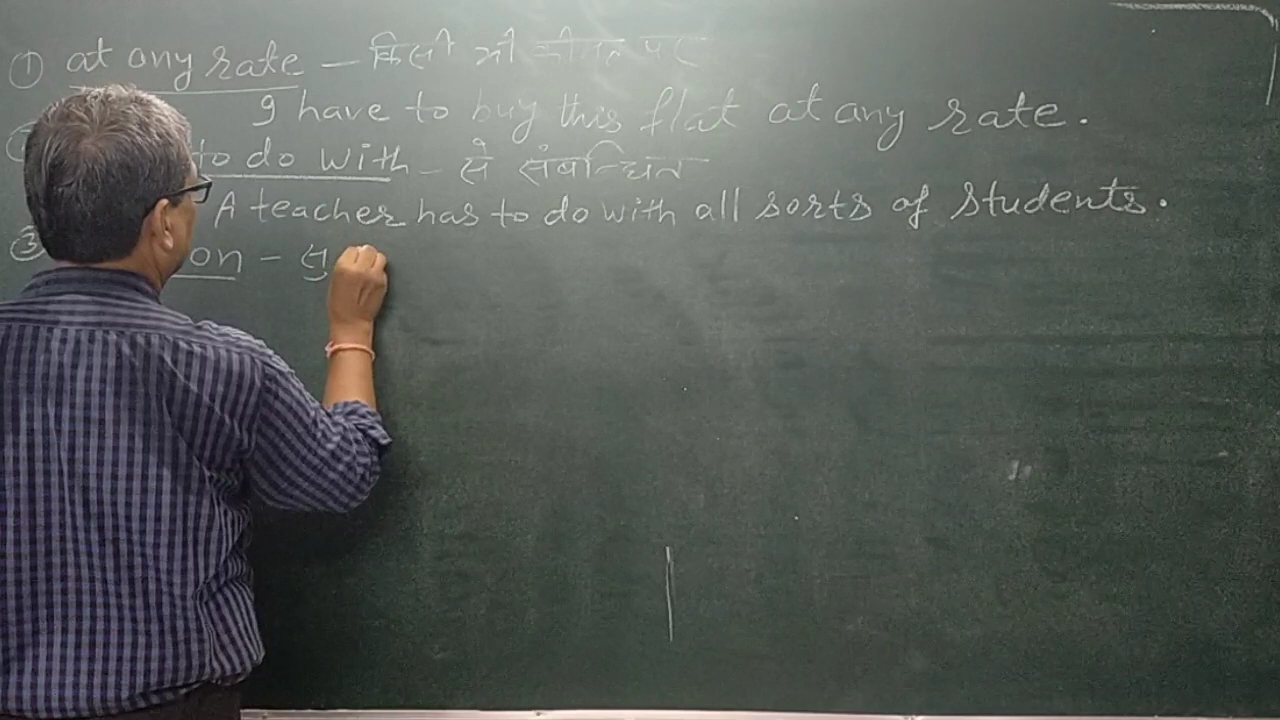 ① at any rate – किसी भी कीमत पर
I have to buy this flat at any rate.
to do with – से संबन्धित
A teacher has to do with all sorts of students.
③ on –